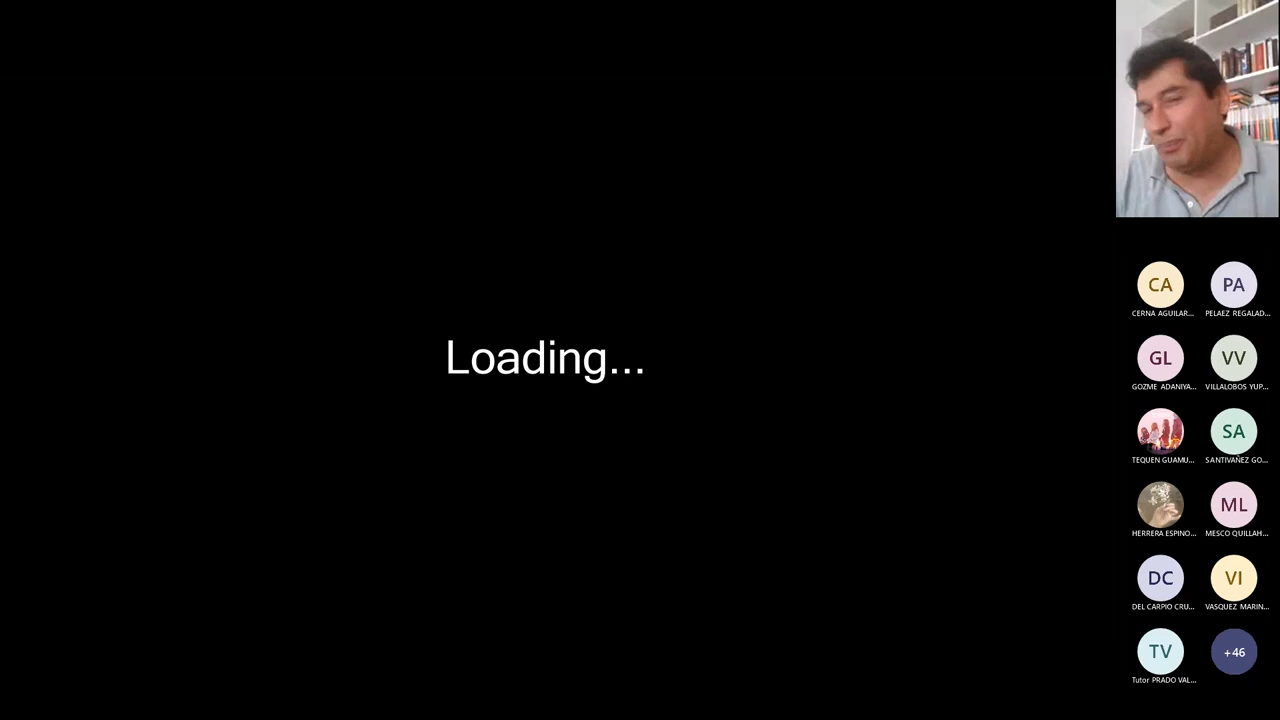 Loading...
CA
PA
CERNA AGUILAR...
PELAEZ REGALAD...
GL
VV
GOZME ADANIYA...
VILLALOBOS YUP...
SA
TEQUEN GUAMU...
SANTIVAÑEZ GO...
ML
HERRERA ESPINO...
MESCO QUILLAH...
DC
VI
DEL CARPIO CRU...
VASQUEZ MARIN...
TV
+46
Tutor PRADO VAL...